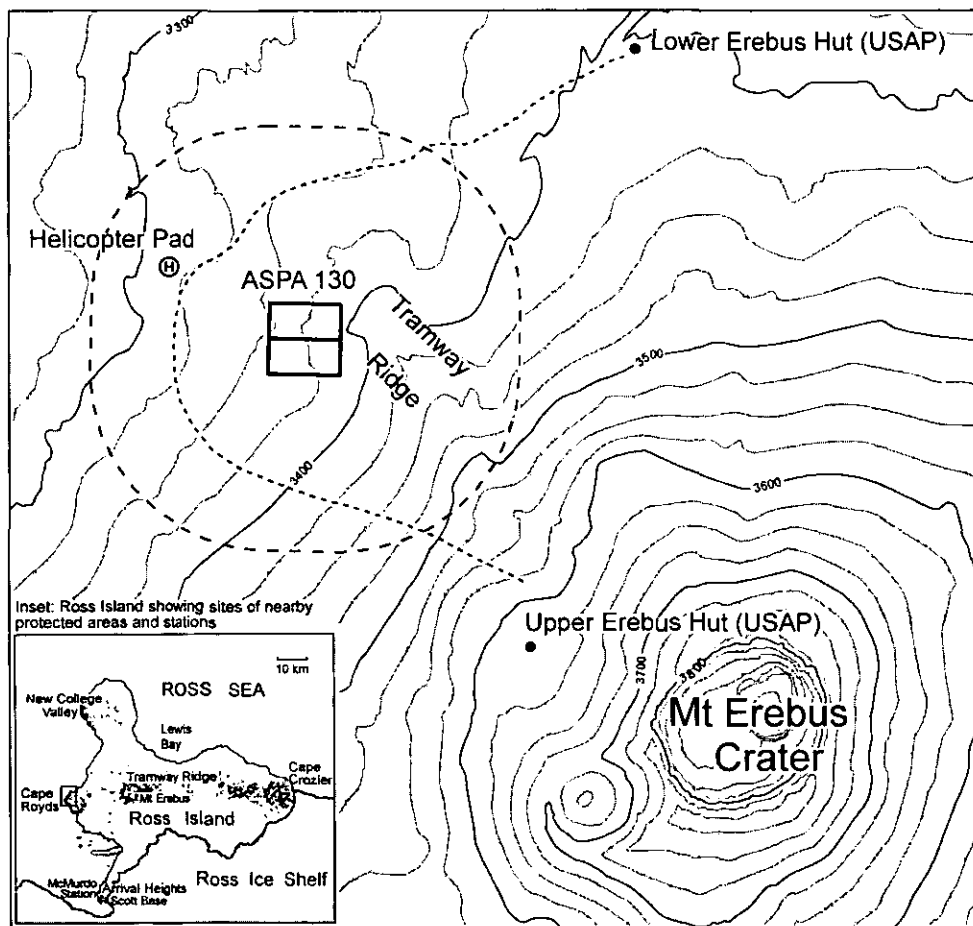 3300
Lower Erebus Hut (USAP)
Helicopter Pad
H
ASPA 130
Tramway
Ridge
3500
3400
3600
Inset: Ross Island showing sites of nearby
protected areas and stations
Upper Erebus Hut (USAP)
3700
3800
Mt Erebus
Crater
10 km
ROSS SEA
New College
Valley
Lewis
Bay
Cape
Crozier
Tramway Ridge
Mt Erebus
Cape
Royds
Ross Island
Ross Ice Shelf
McMurdo
Station
Arrival Heights
Scott Base